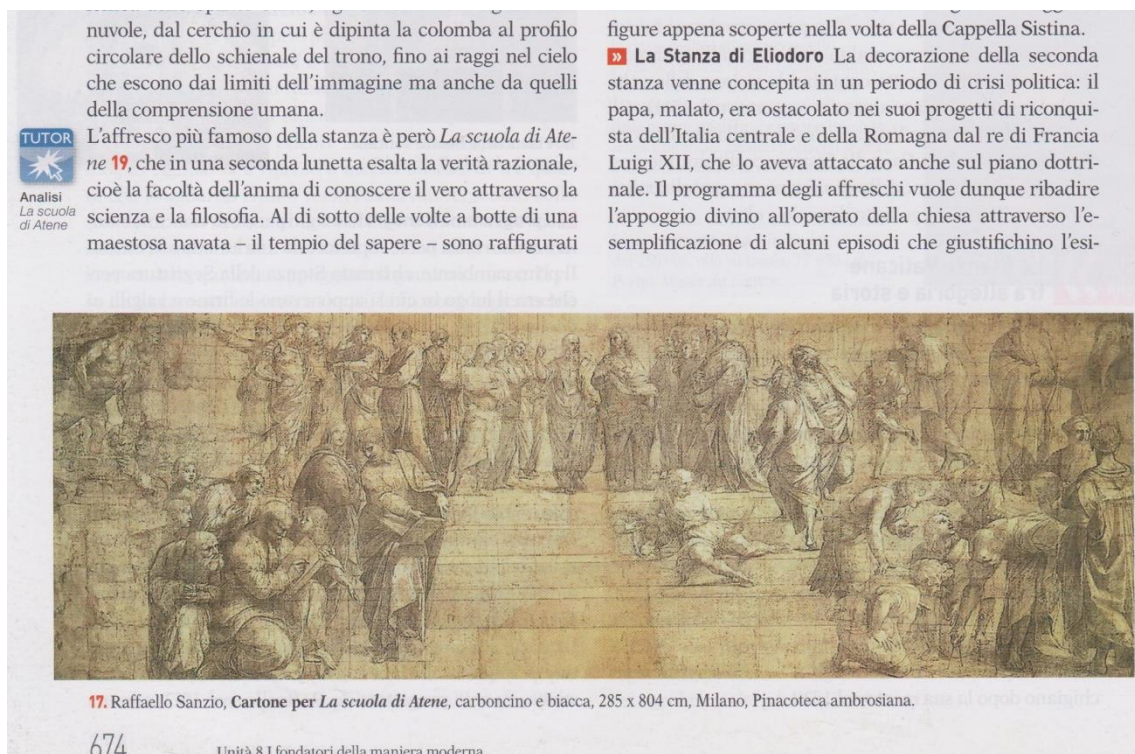 nuvole, dal cerchio in cui è dipinta la colomba al profilo
circolare dello schienale del trono, fino ai raggi nel cielo
che escono dai limiti dell'immagine ma anche da quelli
della comprensione umana.
TUTOR
Analisi
La scuola
di Atene
L'affresco più famoso della stanza è però La scuola di Ate-
ne 19, che in una seconda lunetta esalta la verità razionale,
cioè la facoltà dell'anima di conoscere il vero attraverso la
scienza e la filosofia. Al di sotto delle volte a botte di una
maestosa navata – il tempio del sapere – sono raffigurati
figure appena scoperte nella volta della Cappella Sistina.
» La Stanza di Eliodoro La decorazione della seconda
stanza venne concepita in un periodo di crisi politica: il
papa, malato, era ostacolato nei suoi progetti di riconqui-
sta dell'Italia centrale e della Romagna dal re di Francia
Luigi XII, che lo aveva attaccato anche sul piano dottri-
nale. Il programma degli affreschi vuole dunque ribadire
l'appoggio divino all'operato della chiesa attraverso l'e-
semplificazione di alcuni episodi che giustifichino l'esi-
17. Raffaello Sanzio, Cartone per La scuola di Atene, carboncino e biacca, 285 x 804 cm, Milano, Pinacoteca ambrosiana.
674 Unità 8 I fondatori della maniera moderna